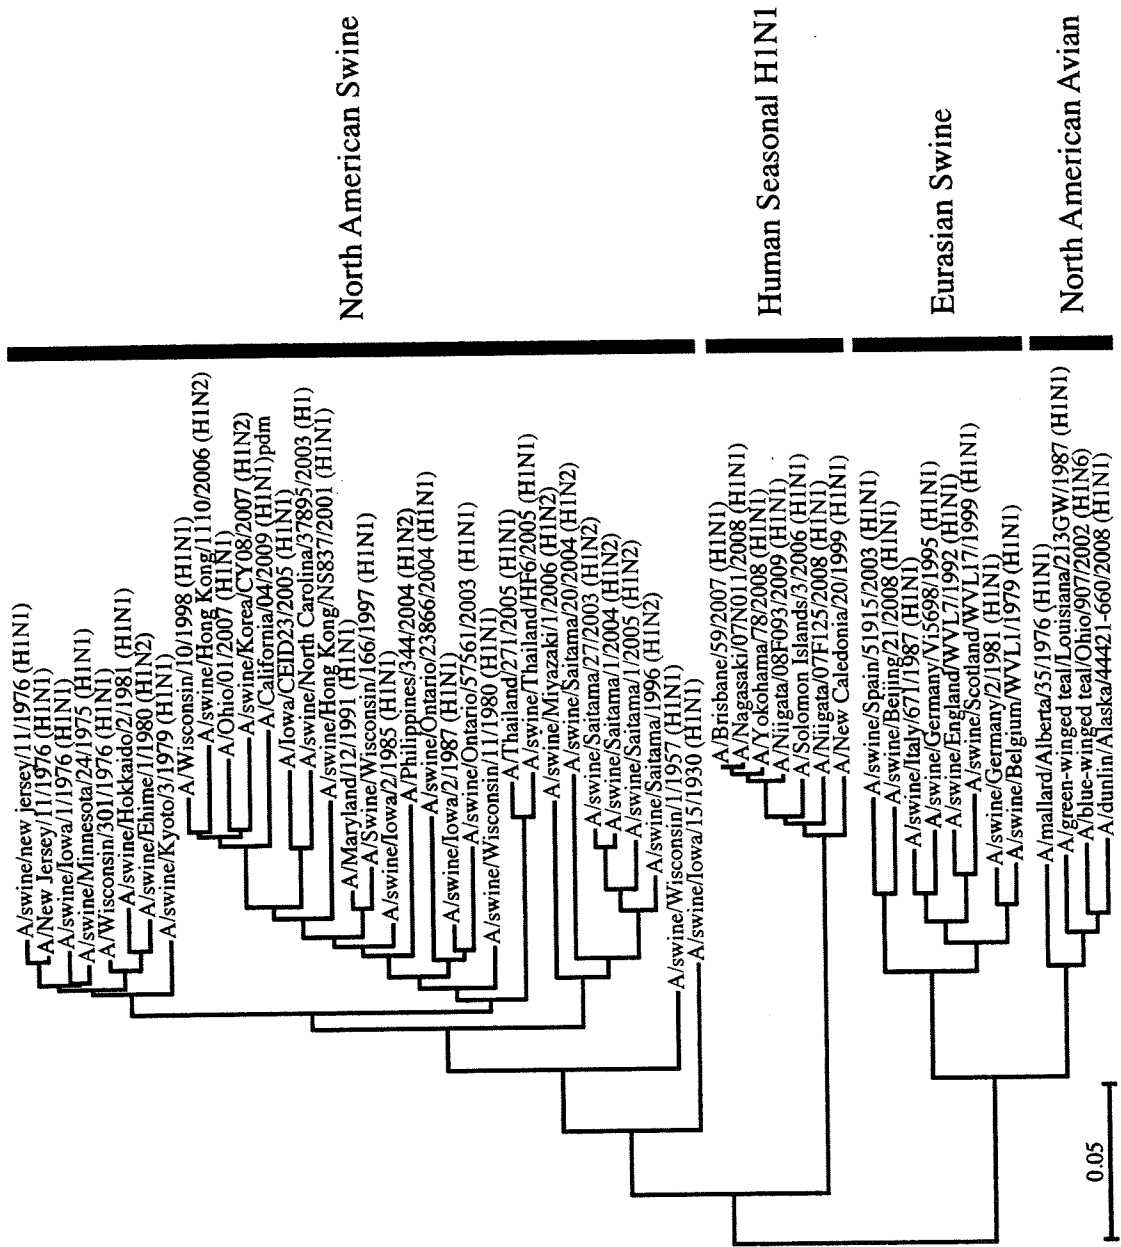 A/swine/new jersey/11/1976 (H1N1)
A/New Jersey/11/1976 (H1N1)
A/swine/Iowa/1/1976 (H1N1)
A/swine/Minnesota/24/1975 (H1N1)
A/Wisconsin/301/1976 (H1N1)
A/swine/Hokkaido/2/1981 (H1N1)
A/swine/Ehime/1/1980 (H1N2)
A/swine/Kyoto/3/1979 (H1N1)
A/Wisconsin/10/1998 (H1N1)
A/swine/Hong Kong/1110/2006 (H1N2)
A/Ohio/01/2007 (H1N1)
A/swine/Korea/CY08/2007 (H1N2)
A/California/04/2009 (H1N1)pdm
A/Iowa/CEID23/2005 (H1N1)
A/swine/North Carolina/37895/2003 (H1)
A/swine/Hong Kong/NS837/2001 (H1N1)
A/Maryland/12/1991 (H1N1)
A/Swine/Wisconsin/166/1997 (H1N1)
A/swine/Iowa/2/1985 (H1N1)
A/Philippines/344/2004 (H1N2)
A/swine/Ontario/23866/2004 (H1N1)
A/swine/Iowa/2/1987 (H1N1)
A/swine/Ontario/57561/2003 (H1N1)
A/swine/Wisconsin/11/1980 (H1N1)
A/Thailand/271/2005 (H1N1)
A/swine/Thailand/HF6/2005 (H1N1)
A/swine/Miyazaki/1/2006 (H1N2)
A/swine/Saitama/20/2004 (H1N2)
A/swine/Saitama/27/2003 (H1N2)
A/swine/Saitama/1/2004 (H1N2)
A/swine/Saitama/1/2005 (H1N2)
A/swine/Saitama/1996 (H1N2)
A/swine/Wisconsin/1/1957 (H1N1)
A/swine/Iowa/15/1930 (H1N1)
North American Swine
A/Brisbane/59/2007 (H1N1)
A/Nagasaki/07N011/2008 (H1N1)
A/Yokohama/78/2008 (H1N1)
A/Niigata/08F093/2009 (H1N1)
A/Solomon Islands/3/2006 (H1N1)
A/Niigata/07F125/2008 (H1N1)
A/New Caledonia/20/1999 (H1N1)
Human Seasonal H1N1
A/swine/Spain/51915/2003 (H1N1)
A/swine/Beijing/21/2008 (H1N1)
A/swine/Italy/671/1987 (H1N1)
A/swine/Germany/Vi5698/1995 (H1N1)
A/swine/England/WVL7/1992 (H1N1)
A/swine/Scotland/WVL17/1999 (H1N1)
A/swine/Germany/2/1981 (H1N1)
A/swine/Belgium/WVL1/1979 (H1N1)
Eurasian Swine
A/mallard/Alberta/35/1976 (H1N1)
A/green-winged teal/Louisiana/213GW/1987 (H1N1)
A/blue-winged teal/Ohio/907/2002 (H1N6)
A/dunlin/Alaska/44421-660/2008 (H1N1)
North American Avian
0.05